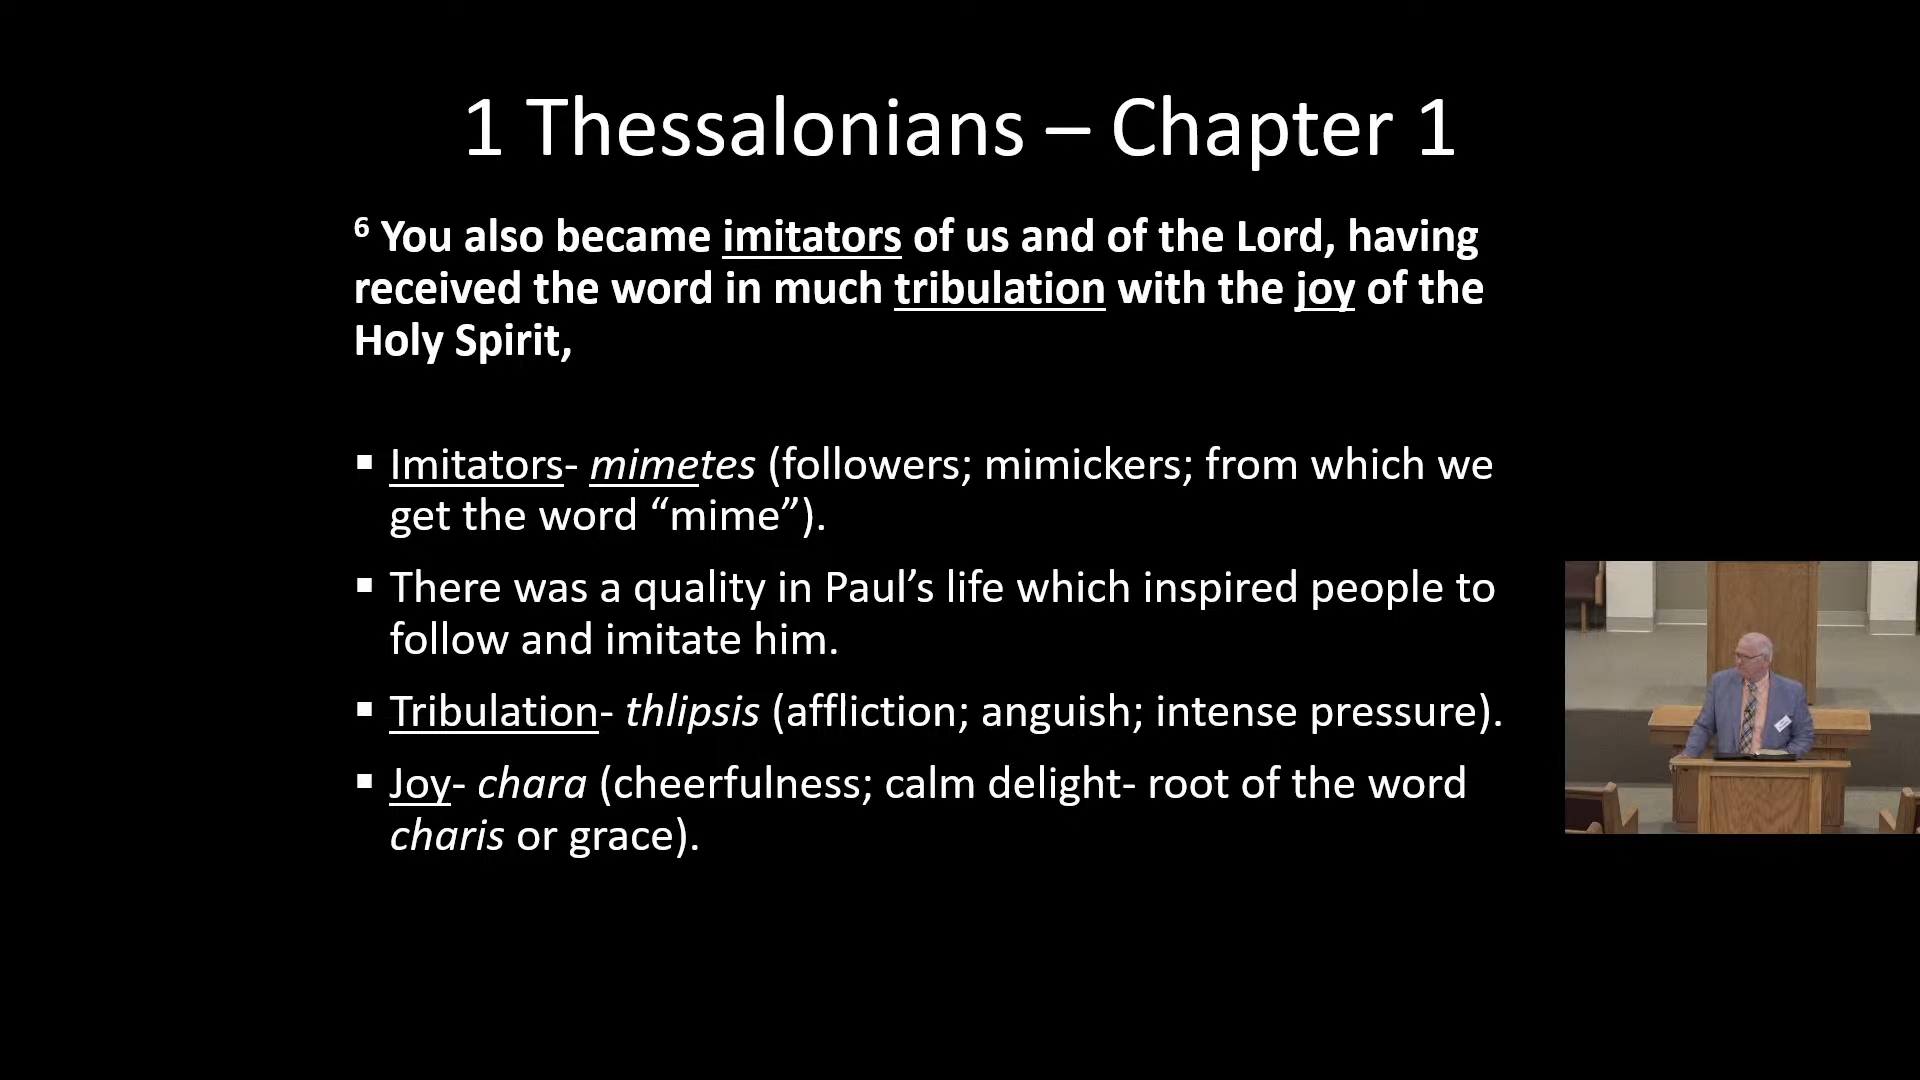 1 Thessalonians – Chapter 1
6 You also became imitators of us and of the Lord, having
received the word in much tribulation with the joy of the
Holy Spirit,
▪ Imitators- mimetes (followers; mimickers; from which we
get the word “mime”).
▪ There was a quality in Paul’s life which inspired people to
follow and imitate him.
▪ Tribulation- thlipsis (affliction; anguish; intense pressure).
▪ Joy- chara (cheerfulness; calm delight- root of the word
charis or grace).